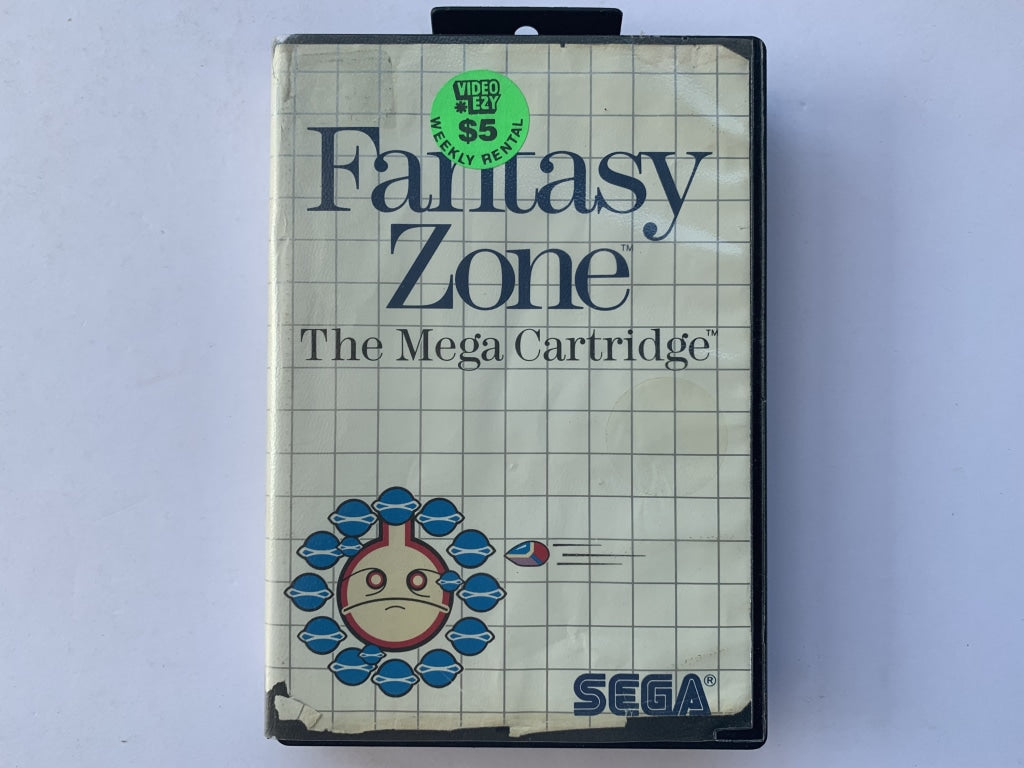 VIDEO
EZY
$5
WEEKLY RENTAL
Fantasy
Zone™
The Mega Cartridge™
SEGA®